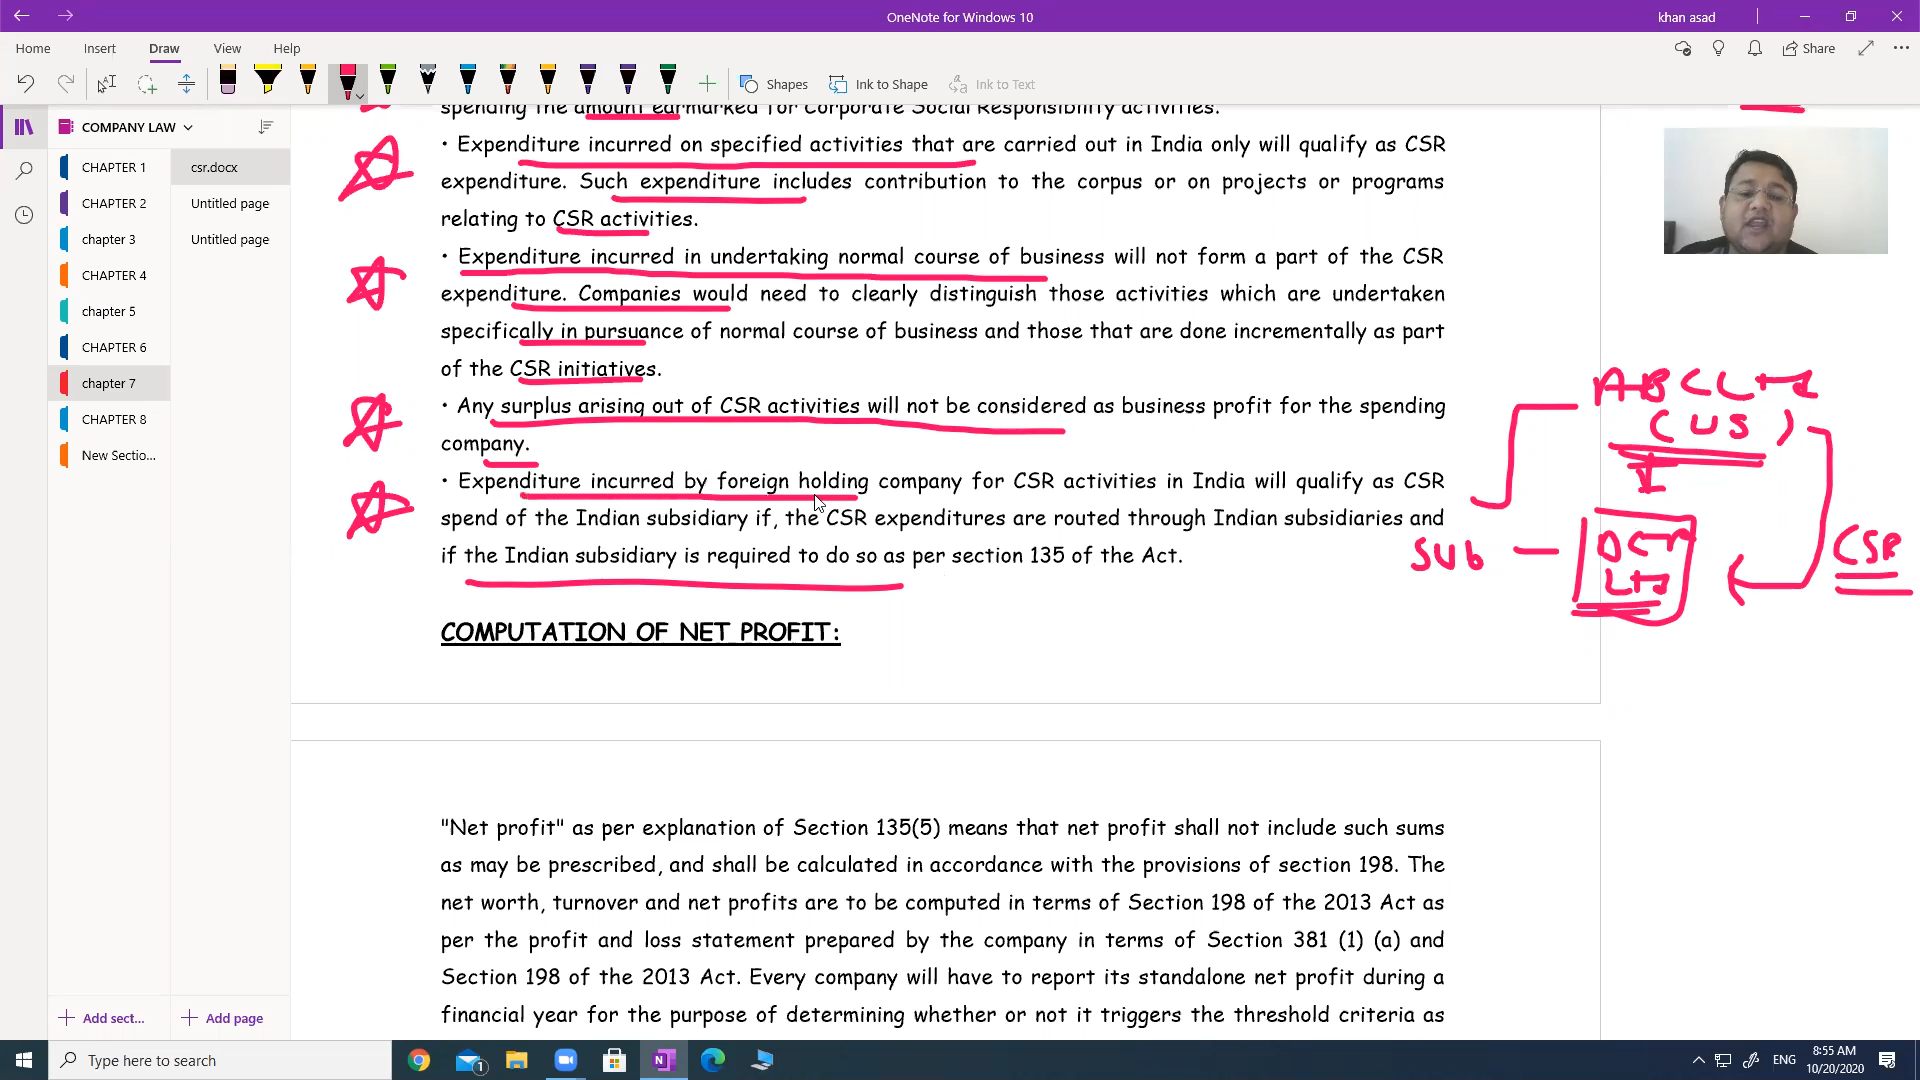 OneNote for Windows 10
khan asad
Home
Insert
Draw
View
Help
Share
Shapes
Ink to Shape
Ink to Text
COMPANY LAW
CHAPTER 1
CHAPTER 2
chapter 3
CHAPTER 4
chapter 5
CHAPTER 6
chapter 7
CHAPTER 8
New Sectio...
Add sect...
csr.docx
Untitled page
Untitled page
Add page
spending the amount earmarked for Corporate Social Responsibility activities.
• Expenditure incurred on specified activities that are carried out in India only will qualify as CSR
expenditure. Such expenditure includes contribution to the corpus or on projects or programs
relating to CSR activities.
• Expenditure incurred in undertaking normal course of business will not form a part of the CSR
expenditure. Companies would need to clearly distinguish those activities which are undertaken
specifically in pursuance of normal course of business and those that are done incrementally as part
of the CSR initiatives.
• Any surplus arising out of CSR activities will not be considered as business profit for the spending
company.
• Expenditure incurred by foreign holding company for CSR activities in India will qualify as CSR
spend of the Indian subsidiary if, the CSR expenditures are routed through Indian subsidiaries and
if the Indian subsidiary is required to do so as per section 135 of the Act.
COMPUTATION OF NET PROFIT:
"Net profit" as per explanation of Section 135(5) means that net profit shall not include such sums
as may be prescribed, and shall be calculated in accordance with the provisions of section 198. The
net worth, turnover and net profits are to be computed in terms of Section 198 of the 2013 Act as
per the profit and loss statement prepared by the company in terms of Section 381 (1) (a) and
Section 198 of the 2013 Act. Every company will have to report its standalone net profit during a
financial year for the purpose of determining whether or not it triggers the threshold criteria as
ABC Ltd
(US)
Sub
Ltd
CSR
Type here to search
1
ENG
8:55 AM
10/20/2020